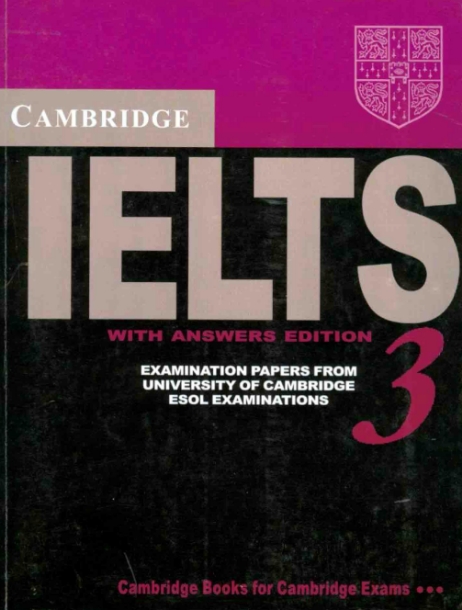 CAMBRIDGE
IELTS
WITH ANSWERS EDITION
3
EXAMINATION PAPERS FROM
UNIVERSITY OF CAMBRIDGE
ESOL EXAMINATIONS
Cambridge Books for Cambridge Exams •••